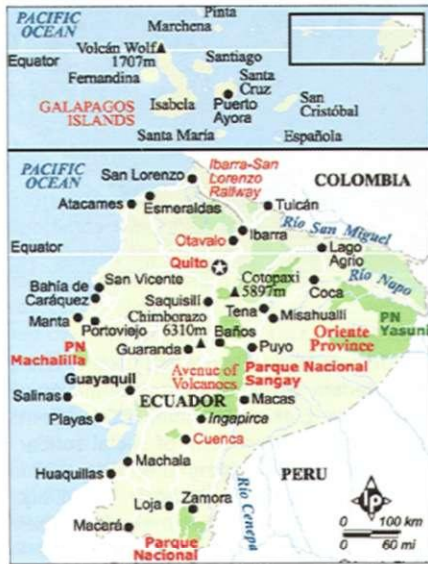 PACIFIC
OCEAN
Pinta
Marchena
Volcán Wolf
1707m
Equator
Santiago
Fernandina
Santa
Cruz
GALAPAGOS
ISLANDS
Isabela
Puerto
Ayora
San
Cristóbal
Santa María
Española
PACIFIC
OCEAN
San Lorenzo
Ibarra-San
Lorenzo
Railway
COLOMBIA
Atacames
Esmeraldas
Tulcán
Río San Miguel
Otavalo
Ibarra
Equator
Quito
Lago
Agrio
Río Napo
Bahía de
Caráquez
San Vicente
Cotopaxi
5897m
Coca
Saquisilí
Manta
Portoviejo
Chimborazo
6310m
Tena
Misahuallí
PN
Yasuní
PN
Machalilla
Guaranda
Baños
Puyo
Oriente
Province
Guayaquil
Avenue of
Volcanoes
Parque Nacional
Sangay
Salinas
ECUADOR
Macas
Playas
Ingapirca
Cuenca
Machala
Huaquillas
PERU
Loja
Zamora
Río Cenepa
Macará
Parque
Nacional
lp
0 100 km
0 60 mi